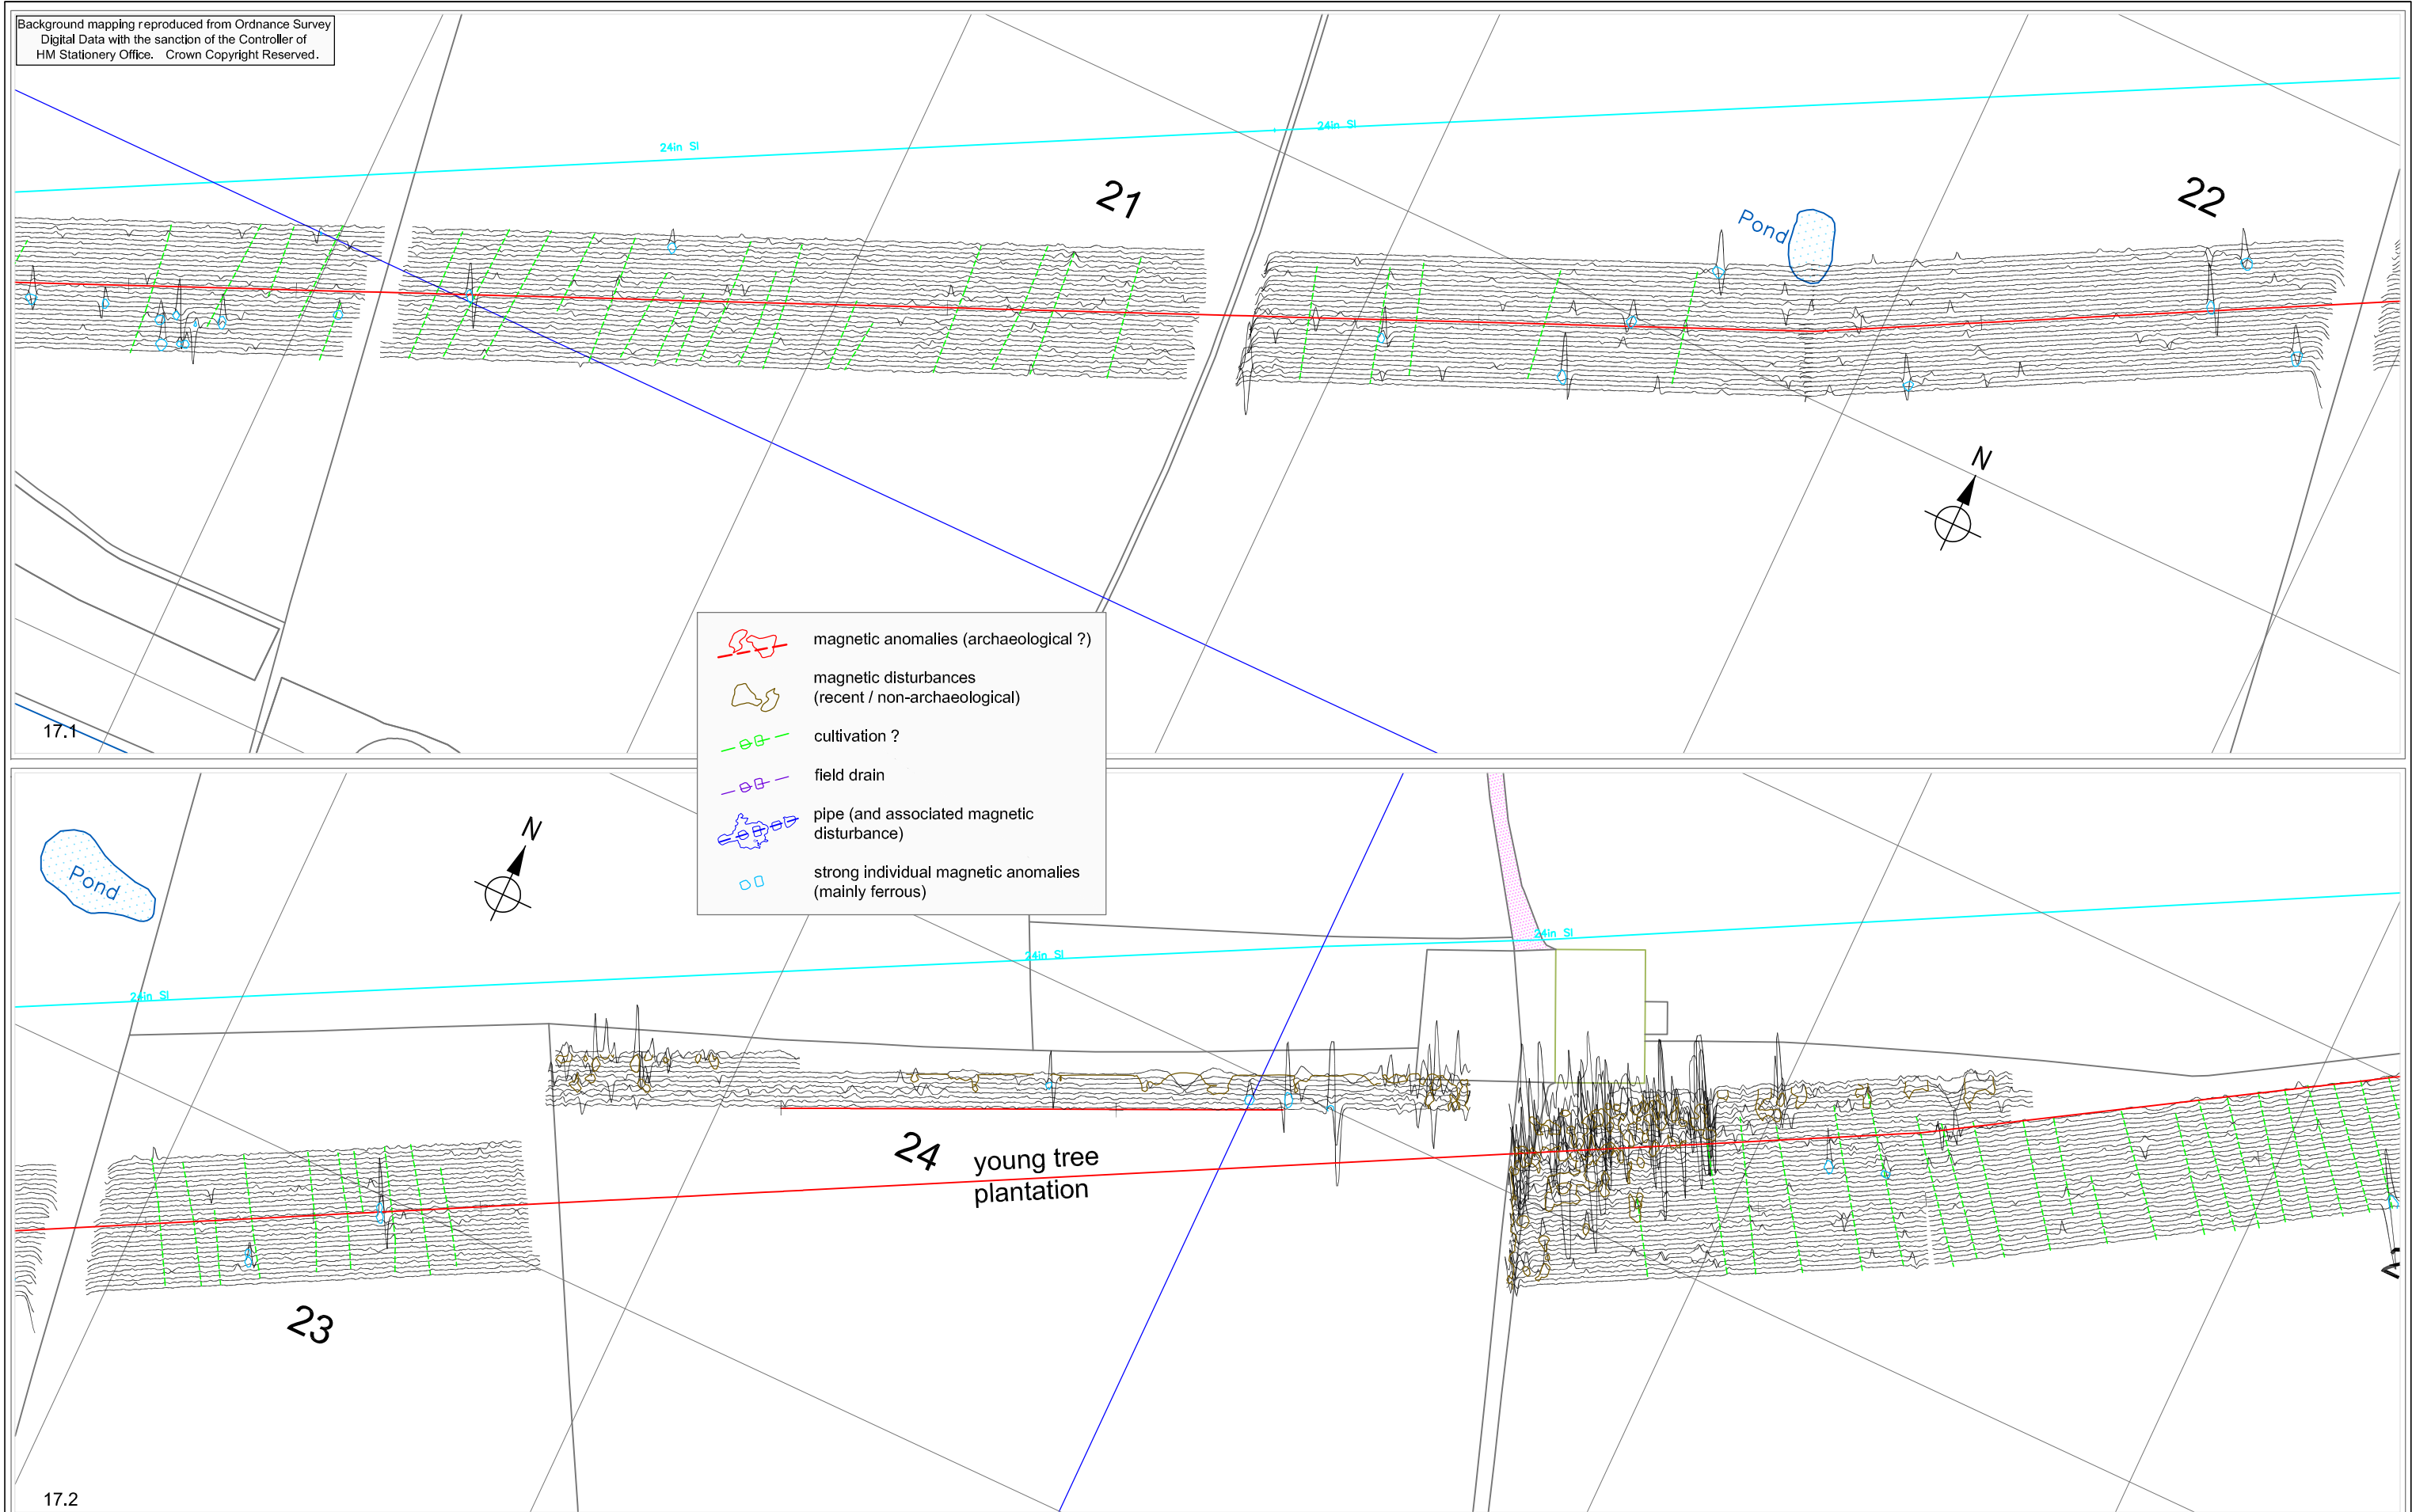 Background mapping reproduced from Ordnance Survey
Digital Data with the sanction of the Controller of
HM Stationery Office. Crown Copyright Reserved.
24in SI
24in SI
21
22
Pond
N
17.1
magnetic anomalies (archaeological ?)
magnetic disturbances
(recent / non-archaeological)
cultivation ?
field drain
pipe (and associated magnetic
disturbance)
strong individual magnetic anomalies
(mainly ferrous)
Pond
N
24in SI
24in SI
24in SI
24
young tree
plantation
23
17.2